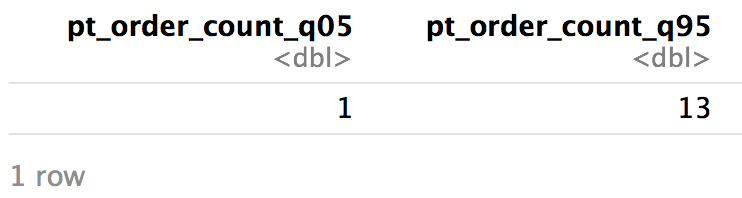 pt_order_count_q05 pt_order_count_q95
<dbl> <dbl>
1 13
1 row